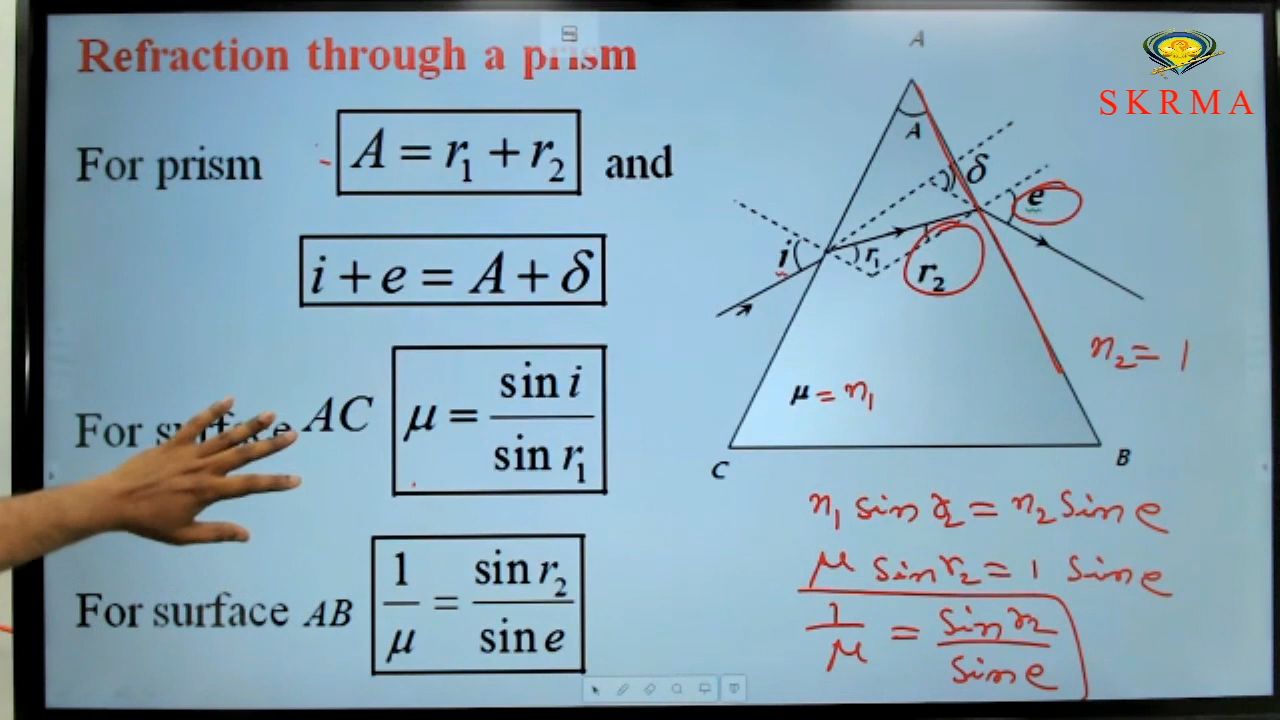 Refraction through a prism
For prism A = r₁ + r₂ and
i + e = A + δ
For surface AC μ = sin i / sin r₁
For surface AB 1/μ = sin r₂ / sin e
A
A
δ
e
i
r₁
r₂
μ = n₁
n₂ = 1
C
B
n₁ sin r₂ = n₂ sin e
μ sin r₂ = 1 sin e
1/μ = sin r₂ / sin e
SKRMA